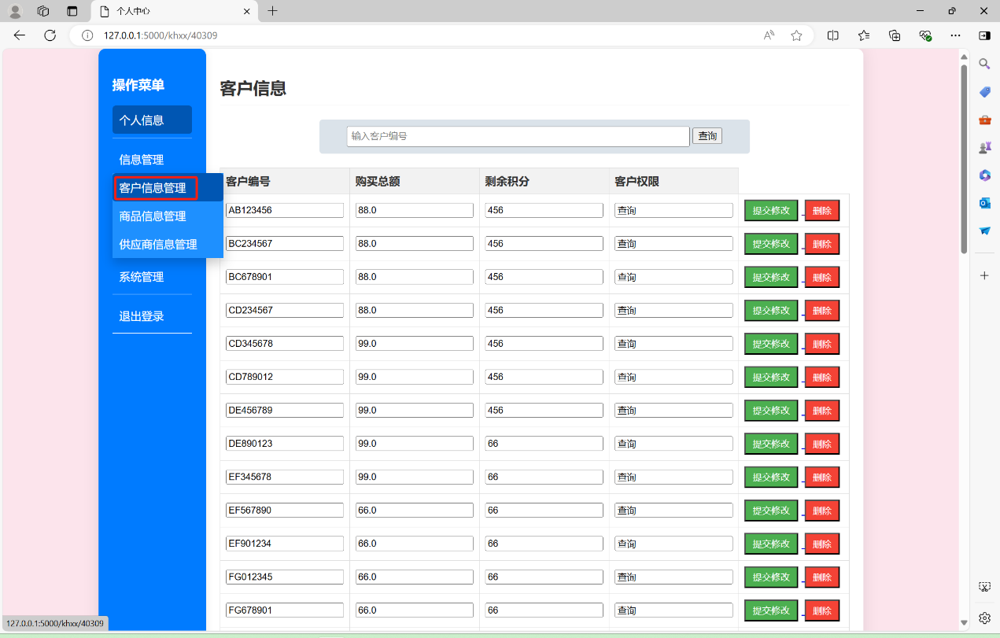 个人中心
127.0.0.1:5000/khxx/40309
操作菜单
个人信息
信息管理
客户信息管理
商品信息管理
供应商信息管理
系统管理
退出登录
客户信息
输入客户编号 查询
客户编号 购买总额 剩余积分 客户权限
AB123456 88.0 456 查询 提交修改 删除
BC234567 88.0 456 查询 提交修改 删除
BC678901 88.0 456 查询 提交修改 删除
CD234567 88.0 456 查询 提交修改 删除
CD345678 99.0 456 查询 提交修改 删除
CD789012 99.0 456 查询 提交修改 删除
DE456789 99.0 456 查询 提交修改 删除
DE890123 99.0 66 查询 提交修改 删除
EF345678 99.0 66 查询 提交修改 删除
EF567890 66.0 66 查询 提交修改 删除
EF901234 66.0 66 查询 提交修改 删除
FG012345 66.0 66 查询 提交修改 删除
FG678901 66.0 66 查询 提交修改 删除
127.0.0.1:5000/khxx/40309